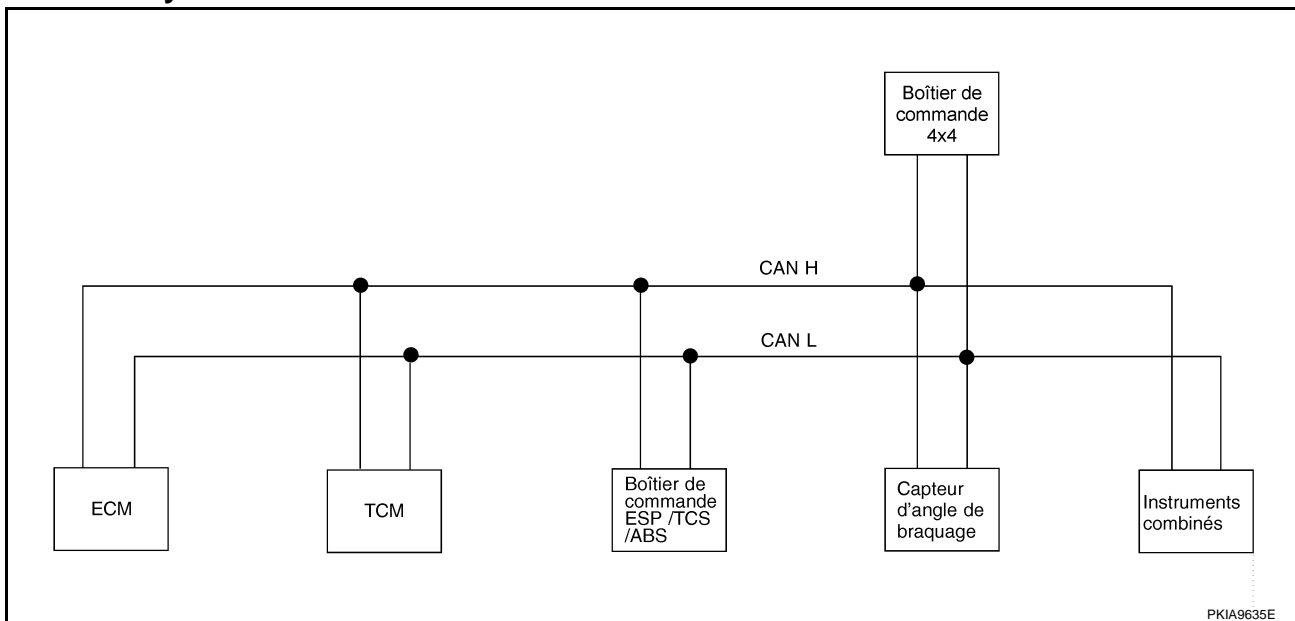 Boîtier de
commande
4x4
CAN H
CAN L
ECM
TCM
Boîtier de
commande
ESP /TCS
/ABS
Capteur
d'angle de
braquage
Instruments
combinés
PKIA9635E